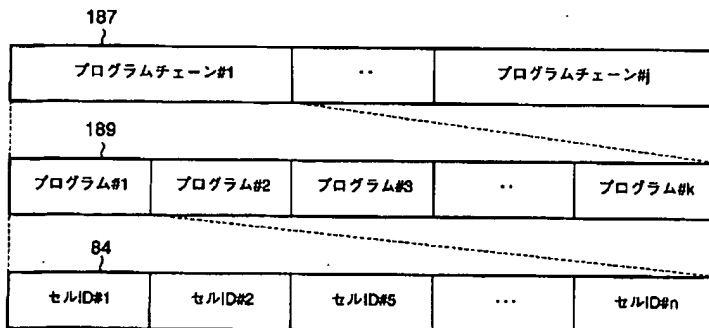 187
プログラムチェーン#1 ‥ プログラムチェーン#j
189
プログラム#1 プログラム#2 プログラム#3 ‥ プログラム#k
84
セルID#1 セルID#2 セルID#5 ... セルID#n